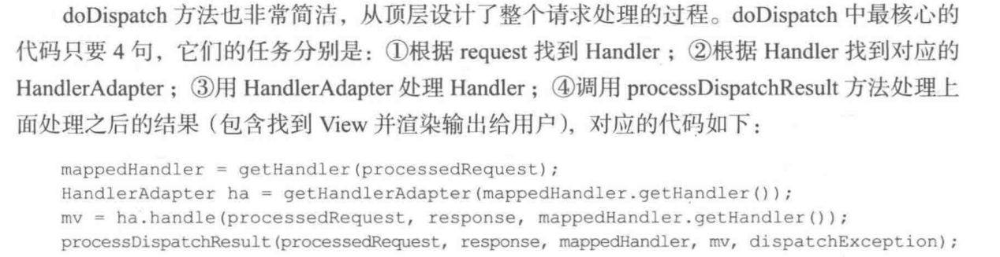 doDispatch 方法也非常简洁，从顶层设计了整个请求处理的过程。doDispatch 中最核心的
代码只要 4 句，它们的任务分别是：①根据 request 找到 Handler；②根据 Handler 找到对应的
HandlerAdapter；③用 HandlerAdapter 处理 Handler；④调用 processDispatchResult 方法处理上
面处理之后的结果（包含找到 View 并渲染输出给用户），对应的代码如下：
mappedHandler = getHandler(processedRequest);
HandlerAdapter ha = getHandlerAdapter(mappedHandler.getHandler());
mv = ha.handle(processedRequest, response, mappedHandler.getHandler());
processDispatchResult(processedRequest, response, mappedHandler, mv, dispatchException);